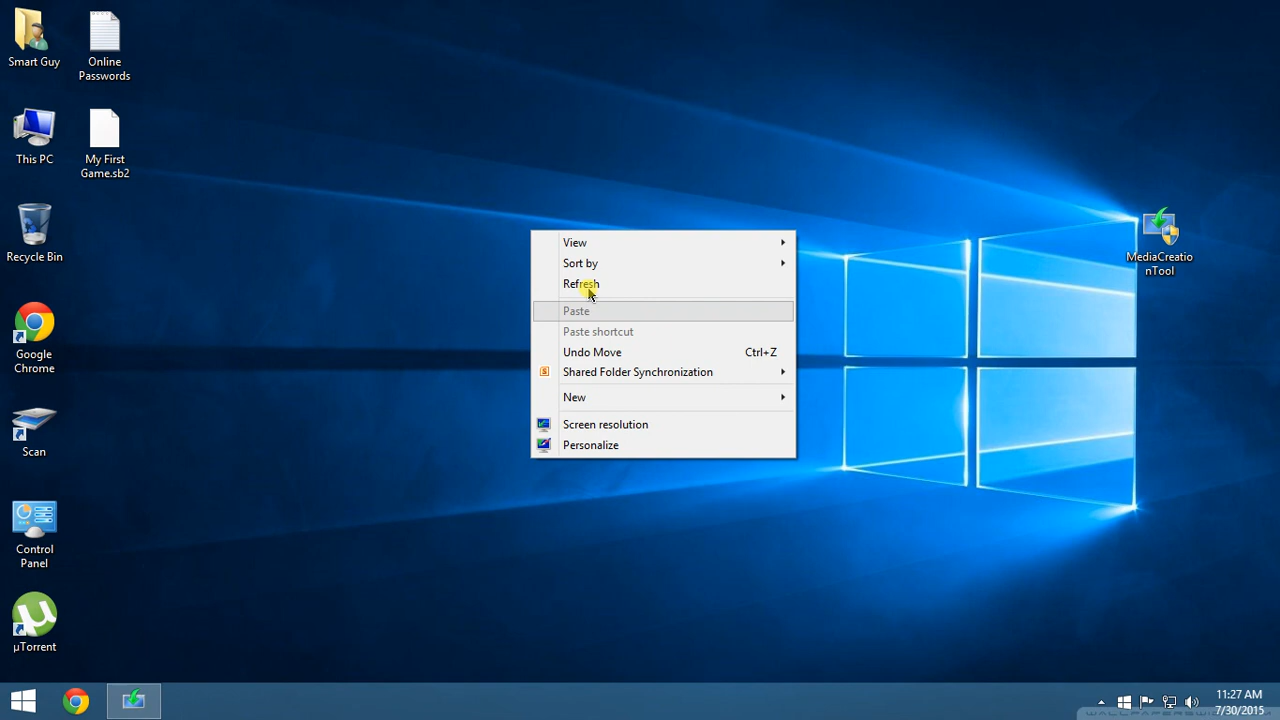 Smart Guy
Online
Passwords
This PC
My First
Game.sb2
Recycle Bin
Google
Chrome
Scan
Control
Panel
µTorrent
View
Sort by
Refresh
Paste
Paste shortcut
Undo Move Ctrl+Z
Shared Folder Synchronization
New
Screen resolution
Personalize
MediaCreatio
nTool
11:27 AM
7/30/2015